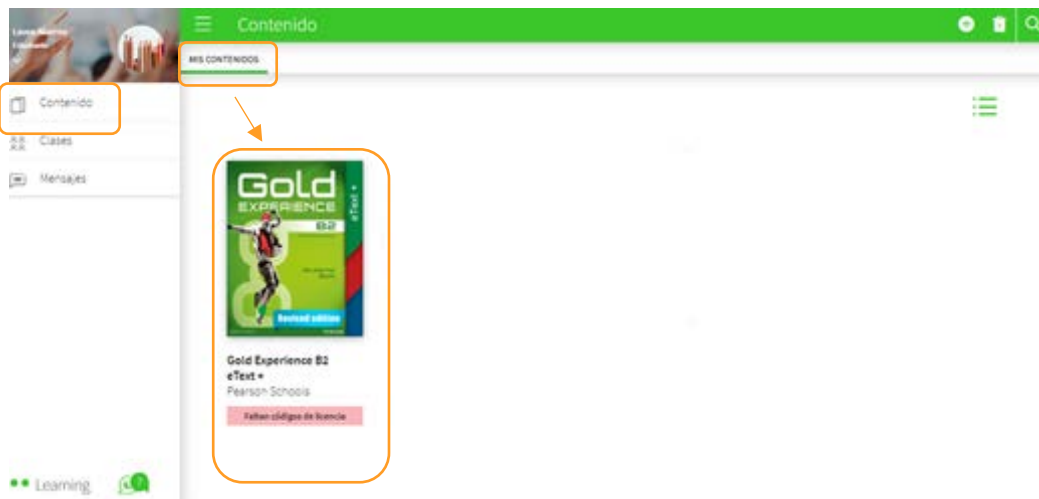 Contenido
MIS CONTENIDOS
Contenido
Clases
Mensajes
Gold
EXPERIENCE
B2
eText +
Revised edition
PEARSON
Gold Experience B2
eText +
Pearson Schools
Faltan códigos de licencia
Learning